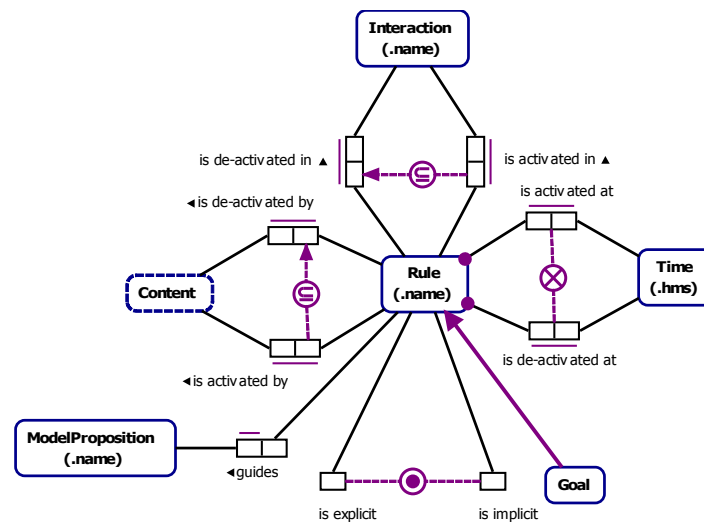 Interaction
(.name)
is de-activated in ▲
is activated in ▲
is activated at
◄is de-activated by
Rule
(.name)
Time
(.hms)
Content
is de-activated at
◄is activated by
ModelProposition
(.name)
◄guides
Goal
is explicit
is implicit